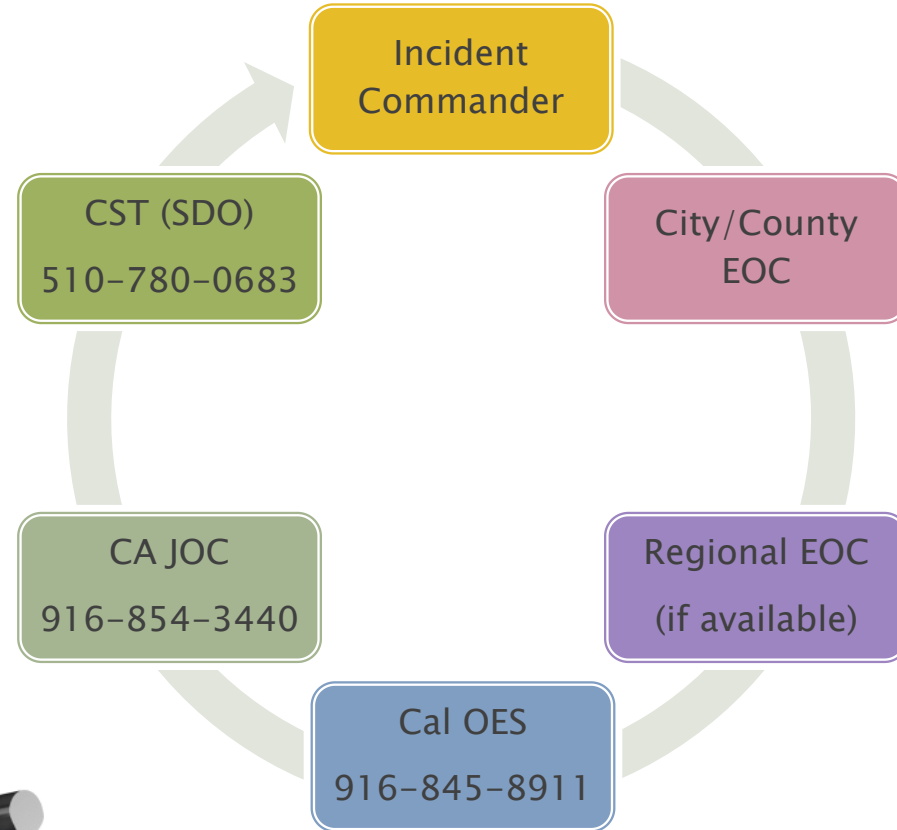 Incident
Commander
City/County
EOC
Regional EOC
(if available)
Cal OES
916-845-8911
CA JOC
916-854-3440
CST (SDO)
510-780-0683